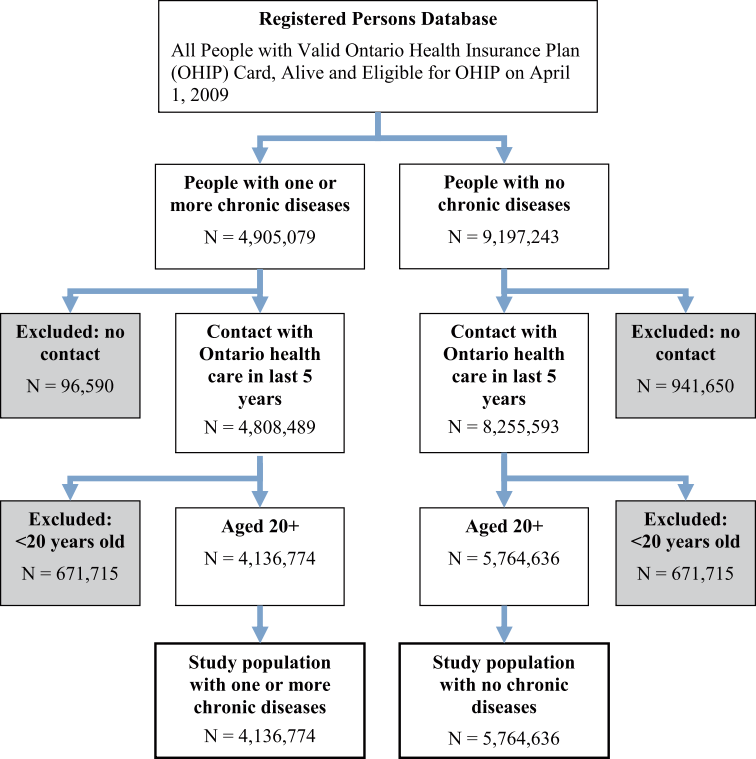 Registered Persons Database
All People with Valid Ontario Health Insurance Plan
(OHIP) Card, Alive and Eligible for OHIP on April
1, 2009
People with one or
more chronic diseases
N = 4,905,079
People with no
chronic diseases
N = 9,197,243
Excluded: no
contact
N = 96,590
Contact with
Ontario health
care in last 5
years
N = 4,808,489
Contact with
Ontario health
care in last 5
years
N = 8,255,593
Excluded: no
contact
N = 941,650
Excluded:
<20 years old
N = 671,715
Aged 20+
N = 4,136,774
Aged 20+
N = 5,764,636
Excluded:
<20 years old
N = 671,715
Study population
with one or more
chronic diseases
N = 4,136,774
Study population
with no chronic
diseases
N = 5,764,636